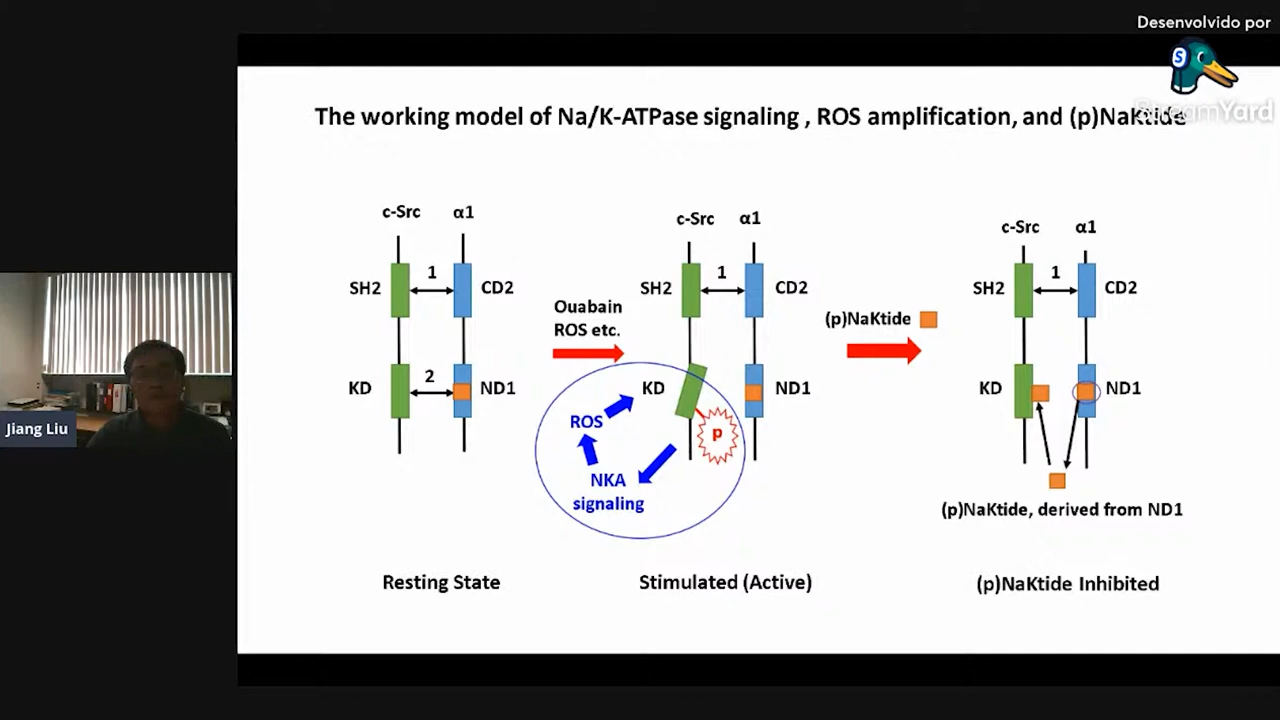 Desenvolvido por
S
StreamYard
The working model of Na/K-ATPase signaling , ROS amplification, and (p)NaKtide
c-Src α1
SH2 1 CD2
KD 2 ND1
Resting State
Ouabain
ROS etc.
c-Src α1
SH2 1 CD2
KD ND1
p
ROS
NKA
signaling
Stimulated (Active)
(p)NaKtide
c-Src α1
SH2 1 CD2
KD ND1
(p)NaKtide, derived from ND1
(p)NaKtide Inhibited
Jiang Liu